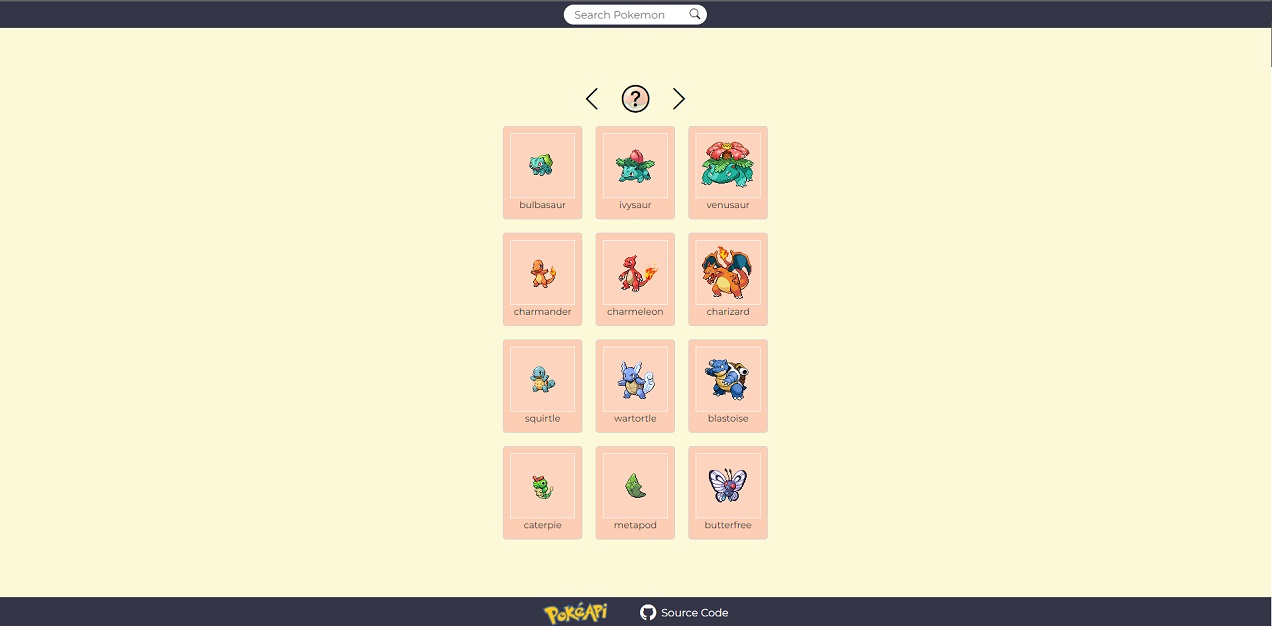 Search Pokemon
?
bulbasaur
ivysaur
venusaur
charmander
charmeleon
charizard
squirtle
wartortle
blastoise
caterpie
metapod
butterfree
PokéAPI
Source Code